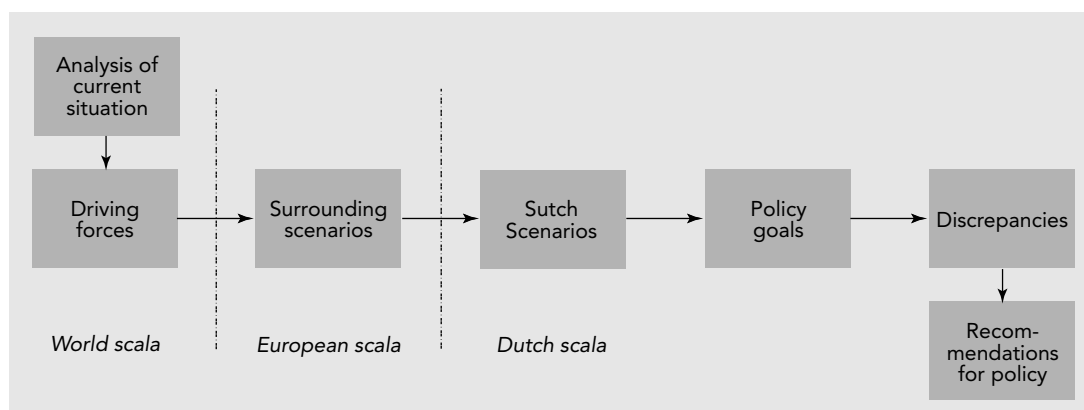 Analysis of
current
situation
Driving
forces
Surrounding
scenarios
Sutch
Scenarios
Policy
goals
Discrepancies
Recom-
mendations
for policy
World scala
European scala
Dutch scala